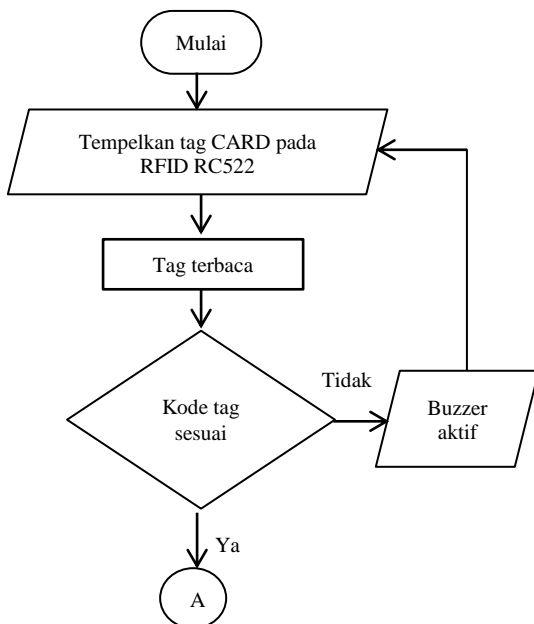 Mulai
Tempelkan tag CARD pada
RFID RC522
Tag terbaca
Kode tag
sesuai
Tidak
Buzzer
aktif
Ya
A